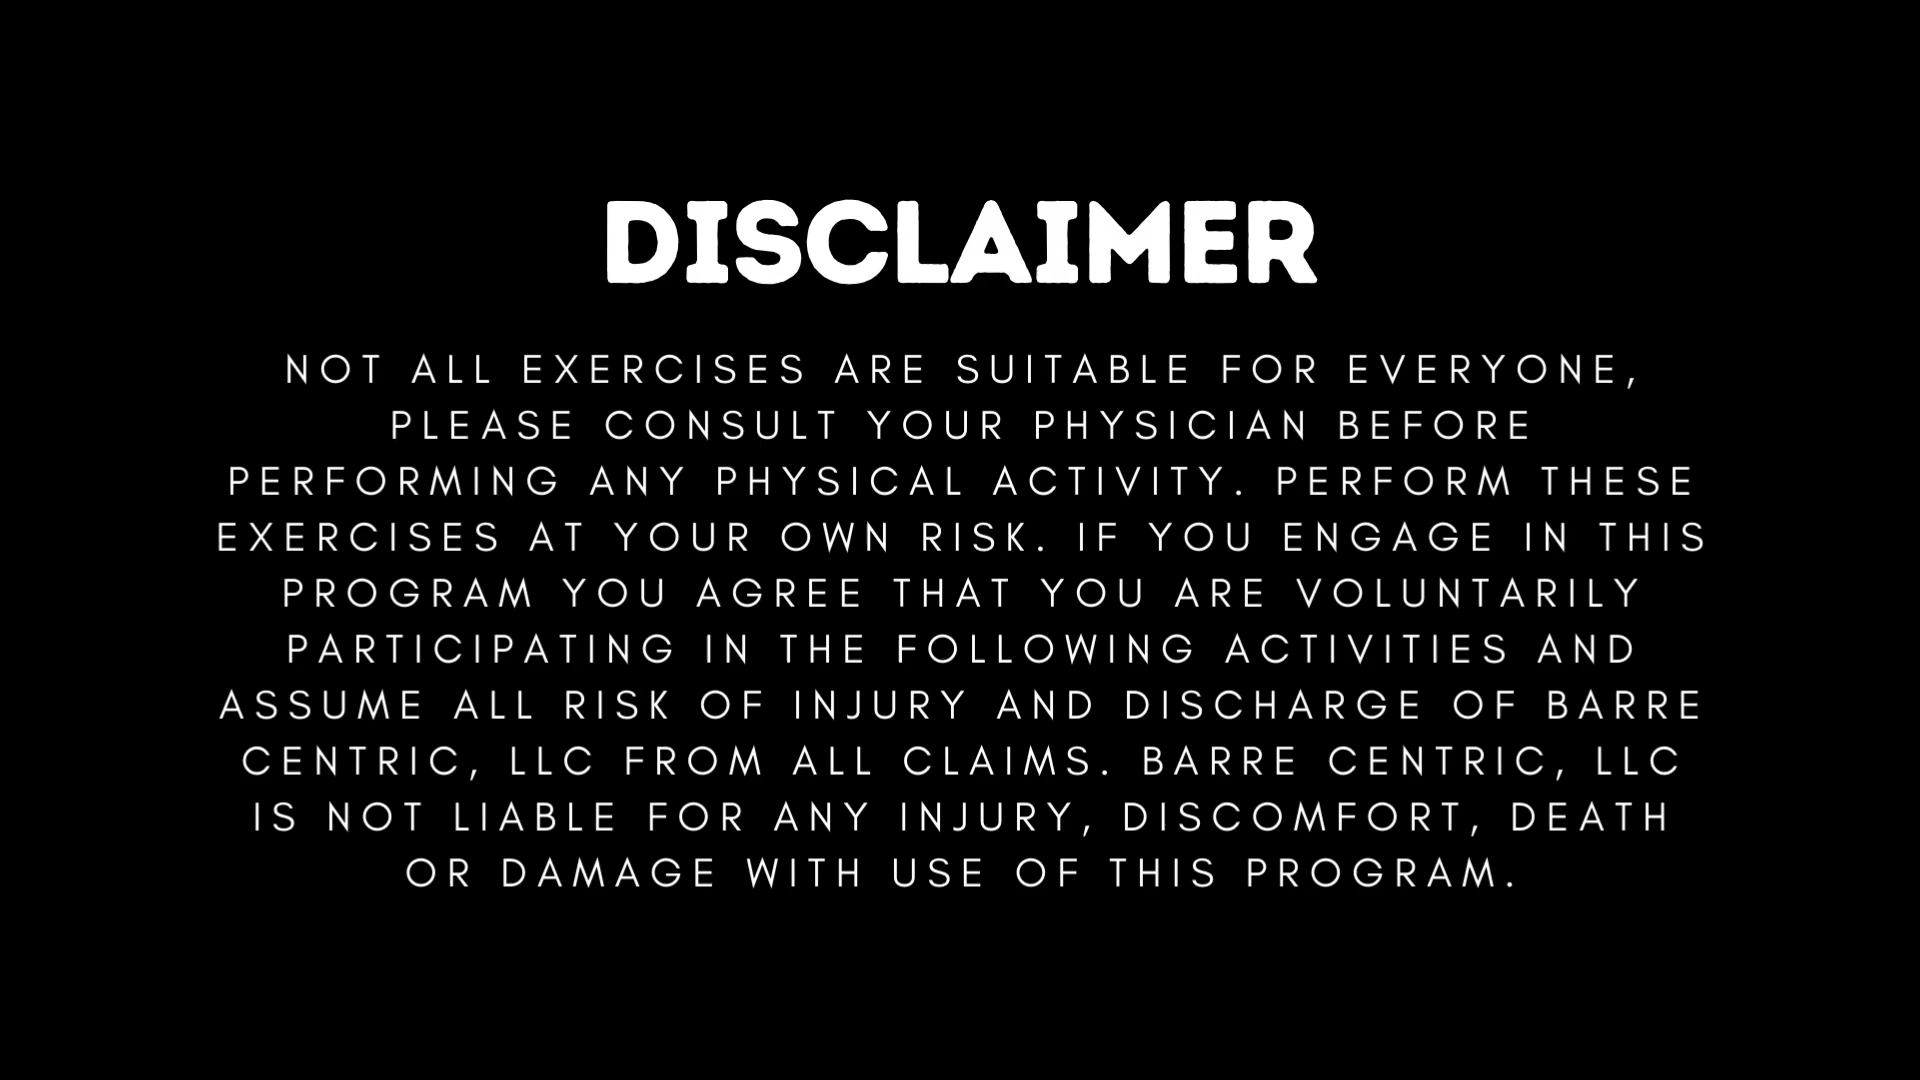 DISCLAIMER
NOT ALL EXERCISES ARE SUITABLE FOR EVERYONE,
PLEASE CONSULT YOUR PHYSICIAN BEFORE
PERFORMING ANY PHYSICAL ACTIVITY. PERFORM THESE
EXERCISES AT YOUR OWN RISK. IF YOU ENGAGE IN THIS
PROGRAM YOU AGREE THAT YOU ARE VOLUNTARILY
PARTICIPATING IN THE FOLLOWING ACTIVITIES AND
ASSUME ALL RISK OF INJURY AND DISCHARGE OF BARRE
CENTRIC, LLC FROM ALL CLAIMS. BARRE CENTRIC, LLC
IS NOT LIABLE FOR ANY INJURY, DISCOMFORT, DEATH
OR DAMAGE WITH USE OF THIS PROGRAM.